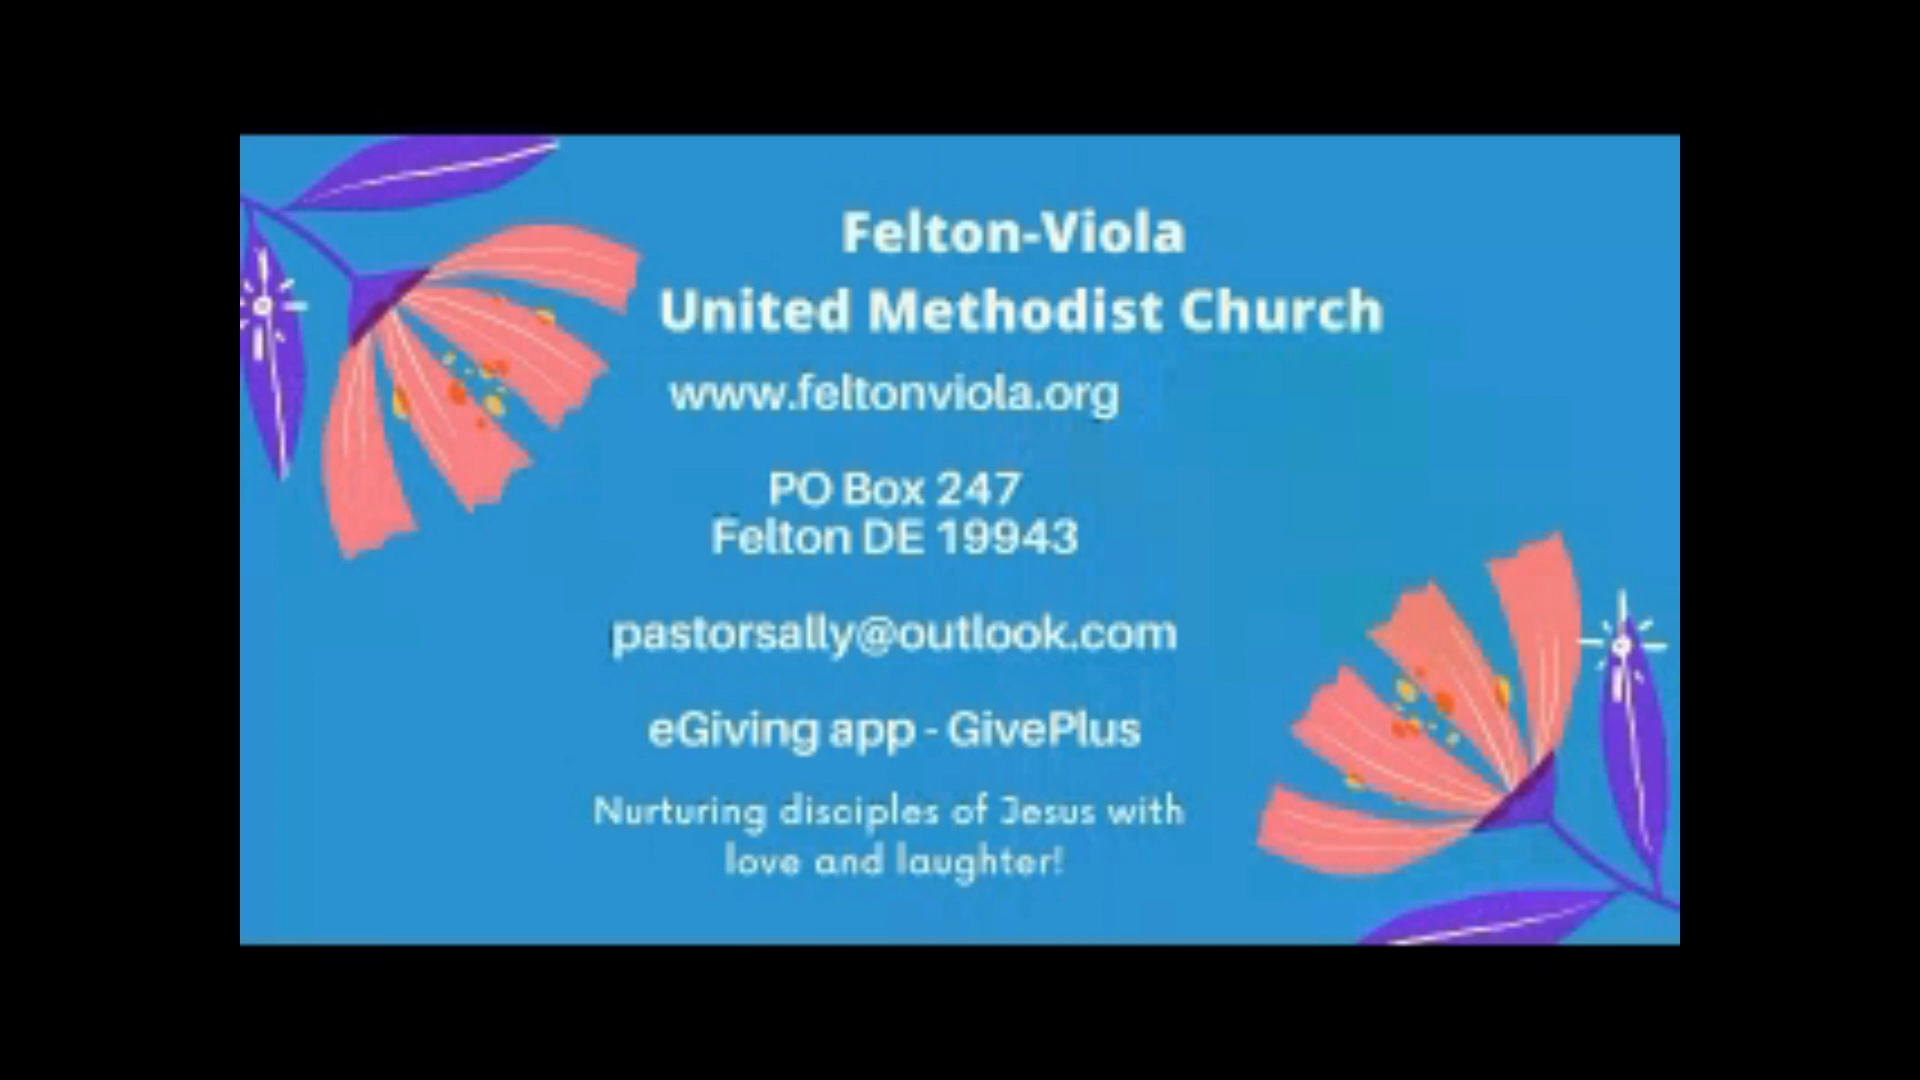 Felton-Viola
United Methodist Church
www.feltonviola.org
PO Box 247
Felton DE 19943
pastorsally@outlook.com
eGiving app - GivePlus
Nurturing disciples of Jesus with
love and laughter!